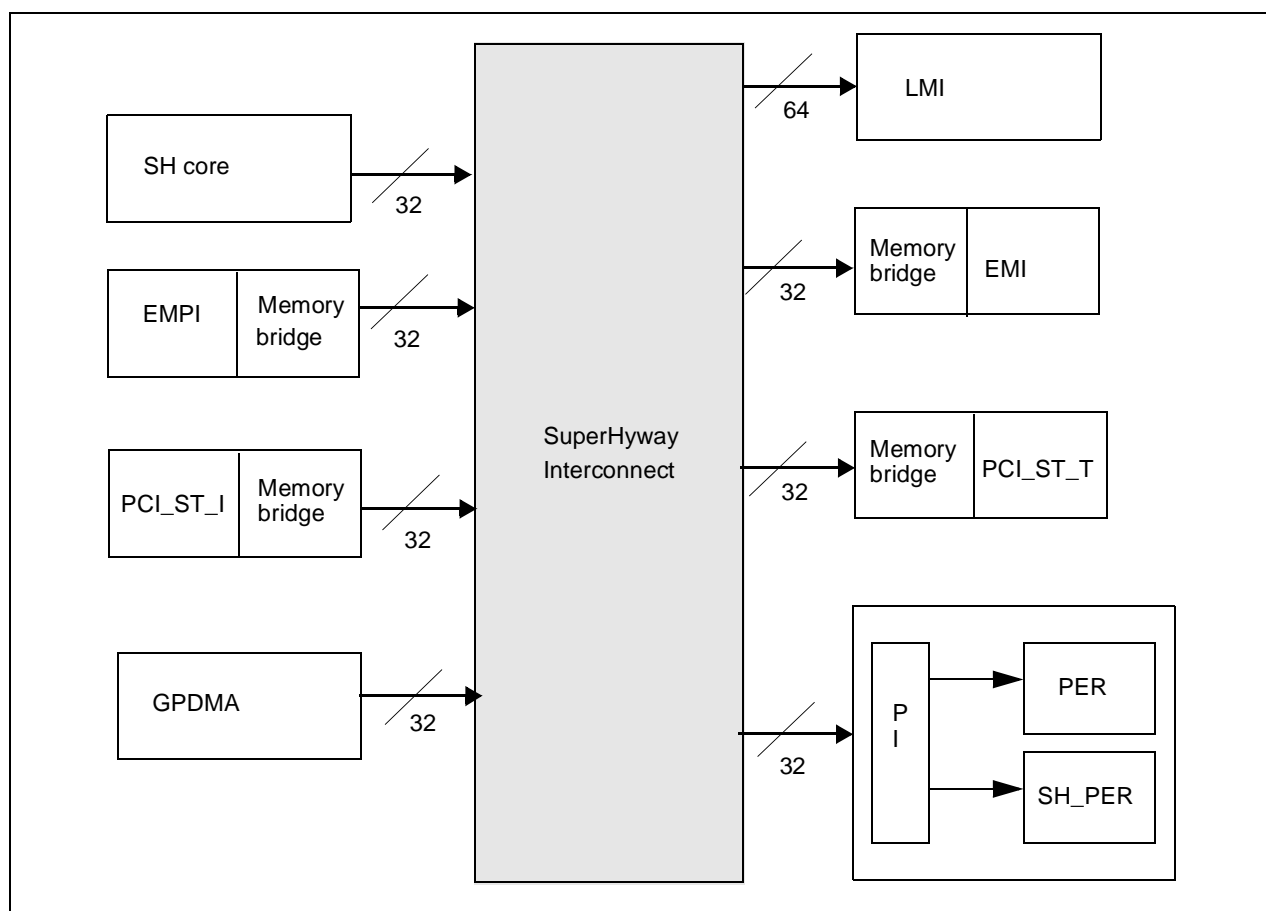 SH core
32
EMPI
Memory
bridge
32
PCI_ST_I
Memory
bridge
32
GPDMA
32
SuperHyway
Interconnect
64
LMI
32
Memory
bridge
EMI
32
Memory
bridge
PCI_ST_T
32
P
I
PER
SH_PER